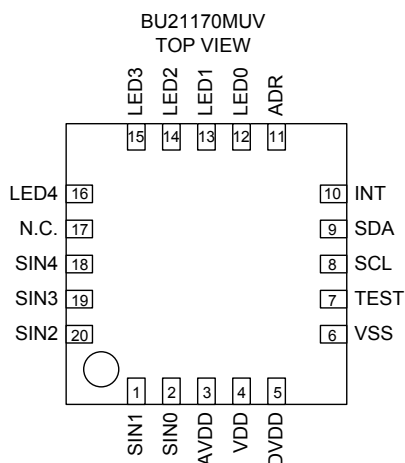 BU21170MUV
TOP VIEW
LED3 LED2 LED1 LED0 ADR
15 14 13 12 11
LED4 16 10 INT
N.C. 17 9 SDA
SIN4 18 8 SCL
SIN3 19 7 TEST
SIN2 20 6 VSS
1 2 3 4 5
SIN1 SIN0 AVDD VDD DVDD